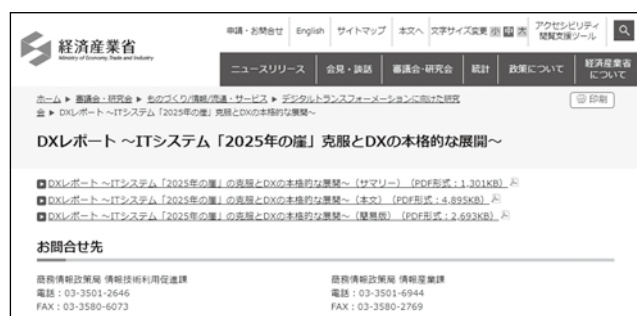 申請・お問合せ English サイトマップ 本文へ 文字サイズ変更 小 中 大 アクセシビリティ閲覧支援ツール
経済産業省
Ministry of Economy, Trade and Industry
ニュースリリース 会見・談話 審議会・研究会 統計 政策について 経済産業省について
ホーム ▶ 審議会・研究会 ▶ ものづくり/情報/流通・サービス ▶ デジタルトランスフォーメーションに向けた研究
会 ▶ DXレポート ～ITシステム「2025年の崖」克服とDXの本格的な展開～
印刷
DXレポート ～ITシステム「2025年の崖」克服とDXの本格的な展開～
DXレポート ～ITシステム「2025年の崖」の克服とDXの本格的な展開～（サマリー）（PDF形式：1,301KB）
DXレポート ～ITシステム「2025年の崖」の克服とDXの本格的な展開～（本文）（PDF形式：4,895KB）
DXレポート ～ITシステム「2025年の崖」の克服とDXの本格的な展開～（簡易版）（PDF形式：2,693KB）
お問合せ先
商務情報政策局 情報技術利用促進課
電話：03-3501-2646
FAX：03-3580-6073
商務情報政策局 情報産業課
電話：03-3501-6944
FAX：03-3580-2769